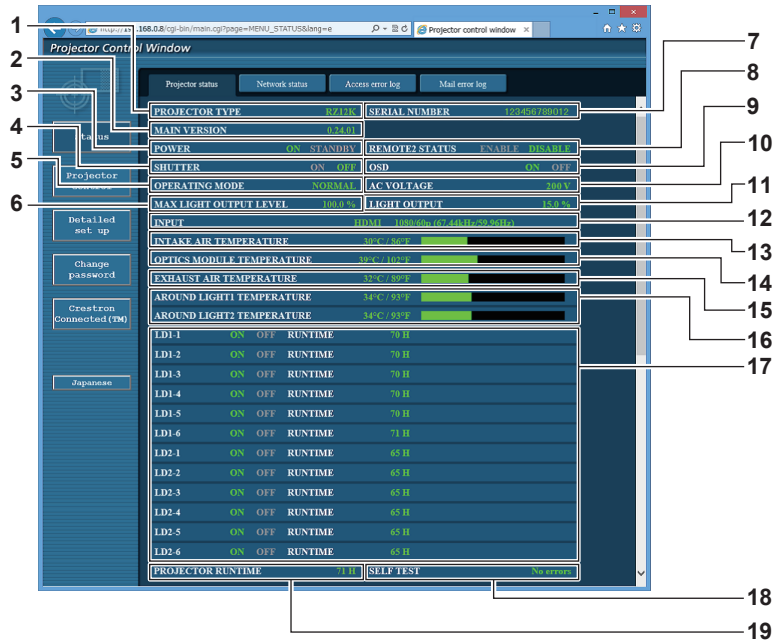 http://192.168.0.8/cgi-bin/main.cgi?page=MENU_STATUS&lang=e
Projector control window
Projector Control Window
Projector status Network status Access error log Mail error log
Status
Projector control
Detailed set up
Change password
Crestron Connected(TM)
Japanese
PROJECTOR TYPE RZ12K SERIAL NUMBER 123456789012
MAIN VERSION 0.24.01
POWER ON STANDBY REMOTE2 STATUS ENABLE DISABLE
SHUTTER ON OFF OSD ON OFF
OPERATING MODE NORMAL AC VOLTAGE 200 V
MAX LIGHT OUTPUT LEVEL 100.0 % LIGHT OUTPUT 15.0 %
INPUT HDMI 1080/60p (67.44kHz/59.96Hz)
INTAKE AIR TEMPERATURE 30°C / 86°F
OPTICS MODULE TEMPERATURE 39°C / 102°F
EXHAUST AIR TEMPERATURE 32°C / 89°F
AROUND LIGHT1 TEMPERATURE 34°C / 93°F
AROUND LIGHT2 TEMPERATURE 34°C / 93°F
LD1-1 ON OFF RUNTIME 70 H
LD1-2 ON OFF RUNTIME 70 H
LD1-3 ON OFF RUNTIME 70 H
LD1-4 ON OFF RUNTIME 70 H
LD1-5 ON OFF RUNTIME 70 H
LD1-6 ON OFF RUNTIME 71 H
LD2-1 ON OFF RUNTIME 65 H
LD2-2 ON OFF RUNTIME 65 H
LD2-3 ON OFF RUNTIME 65 H
LD2-4 ON OFF RUNTIME 65 H
LD2-5 ON OFF RUNTIME 65 H
LD2-6 ON OFF RUNTIME 65 H
PROJECTOR RUNTIME 71 H SELF TEST No errors
1
2
3
4
5
6
7
8
9
10
11
12
13
14
15
16
17
18
19